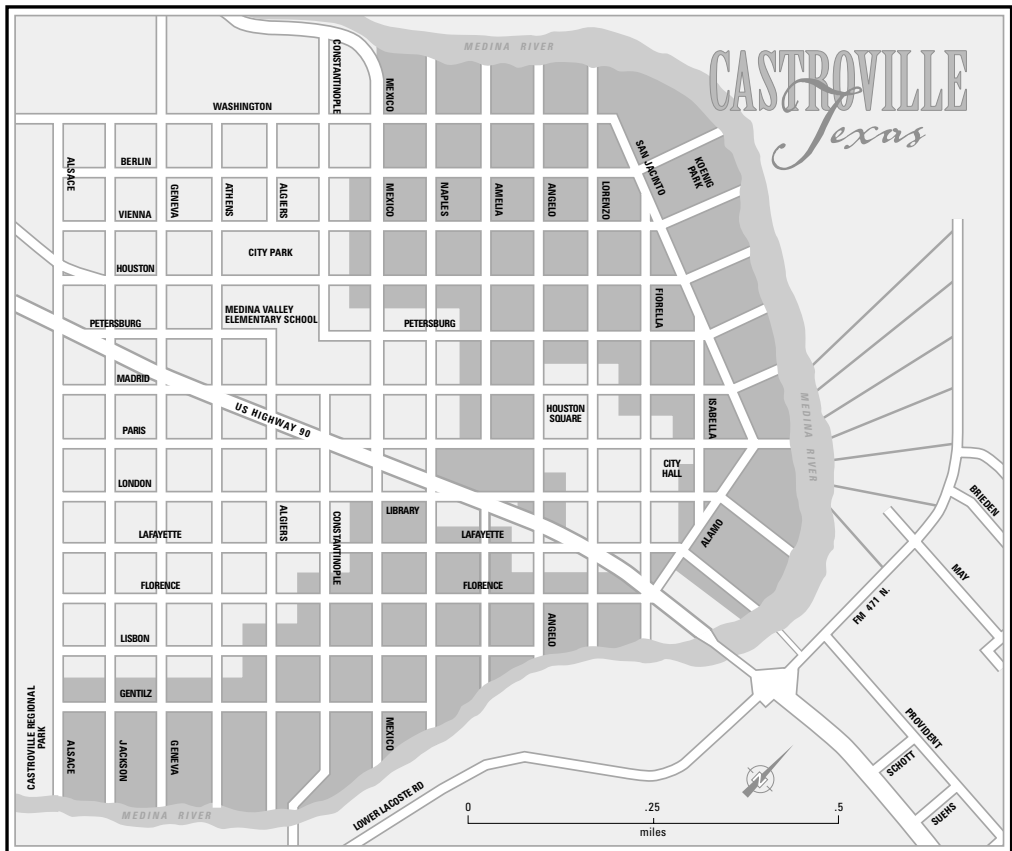 MEDINA RIVER
CASTROVILLE
Texas
CONSTANTINOPLE
MEXICO
WASHINGTON
SAN JACINTO
KOENIG
PARK
ALSACE
BERLIN
GENEVA
ATHENS
ALGIERS
MEXICO
NAPLES
AMELIA
ANGELO
LORENZO
VIENNA
CITY PARK
HOUSTON
MEDINA VALLEY
ELEMENTARY SCHOOL
FIORELLA
PETERSBURG
PETERSBURG
MADRID
US HIGHWAY 90
HOUSTON
SQUARE
ISABELLA
MEDINA RIVER
PARIS
CITY
HALL
LONDON
BRIEDEN
ALGIERS
CONSTANTINOPLE
LIBRARY
LAFAYETTE
LAFAYETTE
ALAMO
MAY
FLORENCE
FLORENCE
FM 471 N.
LISBON
ANGELO
GENTILZ
CASTROVILLE REGIONAL
PARK
ALSACE
JACKSON
GENEVA
MEXICO
PROVIDENT
SCHOTT
SUEHS
N
LOWER LACOSTE RD
MEDINA RIVER
0 .25 .5
miles